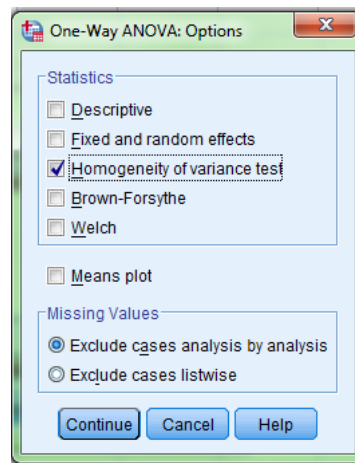 One-Way ANOVA: Options
X
Statistics
Descriptive
Fixed and random effects
Homogeneity of variance test
Brown-Forsythe
Welch
Means plot
Missing Values
Exclude cases analysis by analysis
Exclude cases listwise
Continue Cancel Help